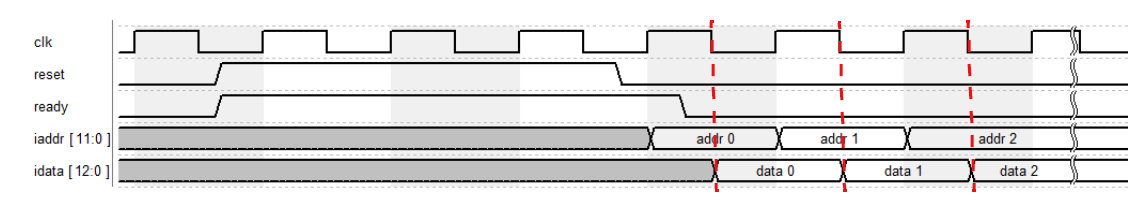 clk
reset
ready
iaddr [ 11:0 ] addr 0 addr 1 addr 2
idata [ 12:0 ] data 0 data 1 data 2